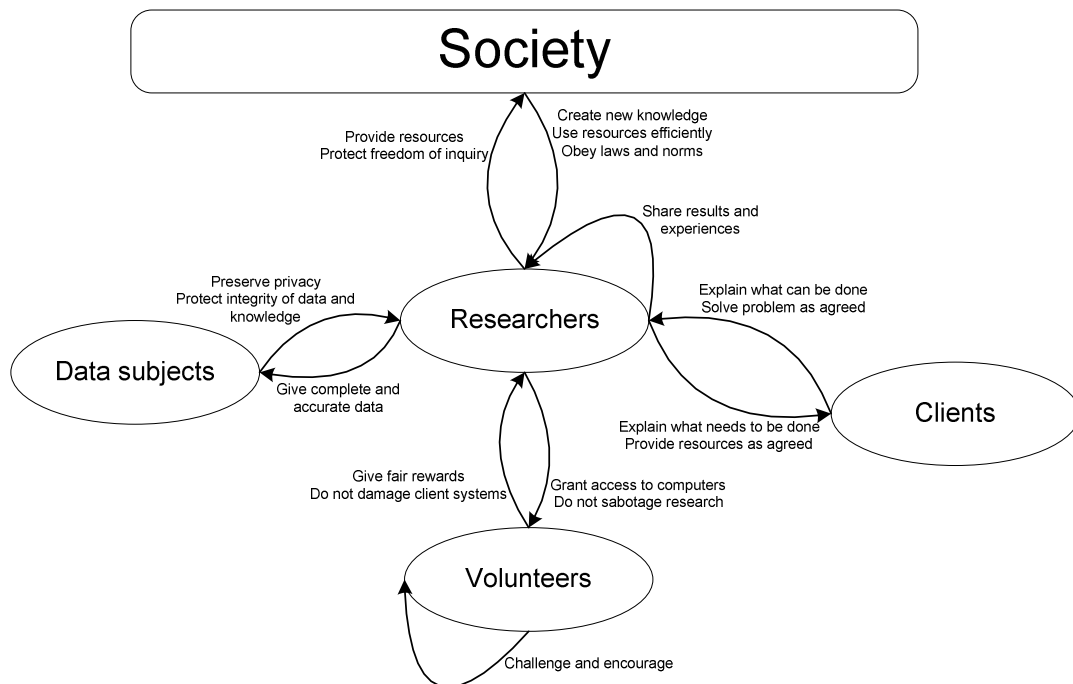 Society
Provide resources
Protect freedom of inquiry
Create new knowledge
Use resources efficiently
Obey laws and norms
Share results and
experiences
Preserve privacy
Protect integrity of data and
knowledge
Researchers
Explain what can be done
Solve problem as agreed
Data subjects
Give complete and
accurate data
Clients
Explain what needs to be done
Provide resources as agreed
Give fair rewards
Do not damage client systems
Grant access to computers
Do not sabotage research
Volunteers
Challenge and encourage